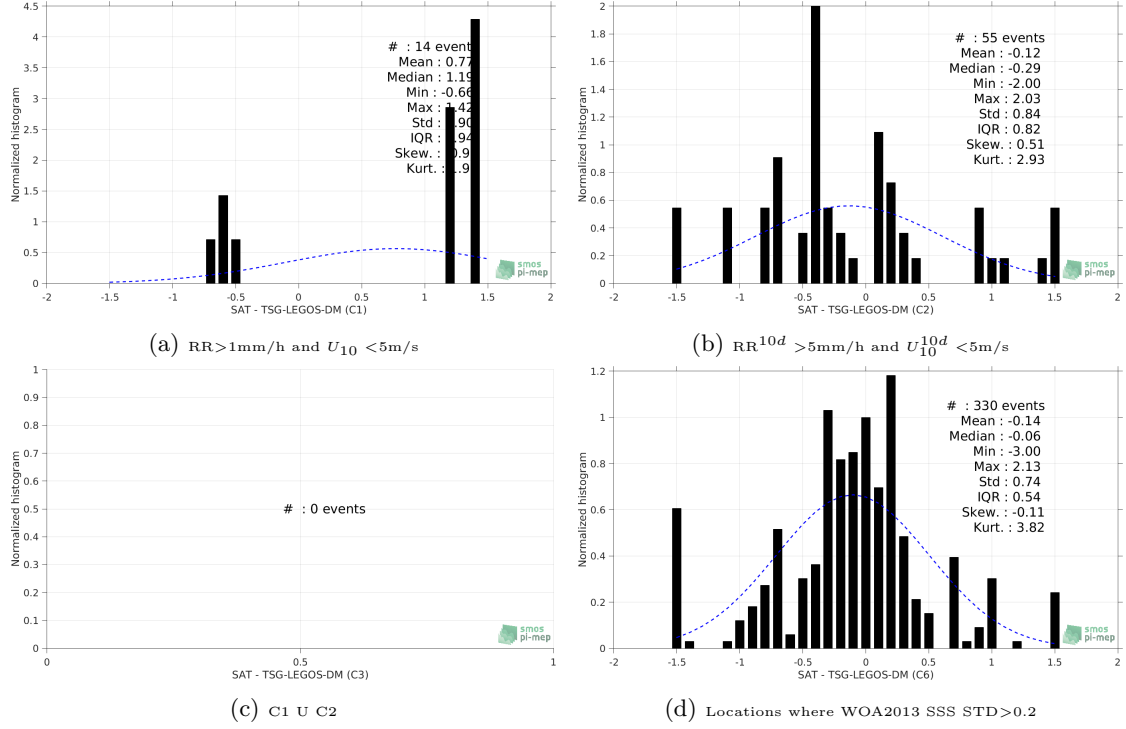 4.5
4
3.5
3
2.5
2
1.5
1
0.5
0
Normalized histogram
# : 14 event
Mean : 0.77
Median : 1.19
Min : -0.66
Max : 1.42
Std : .90
IQR : .94
Skew. : 0.9
Kurt. : 1.9
smos
pi-mep
-2 -1.5 -1 -0.5 0 0.5 1 1.5 2
SAT - TSG-LEGOS-DM (C1)
(a) RR>1mm/h and U10 <5m/s
2
1.8
1.6
1.4
1.2
1
0.8
0.6
0.4
0.2
0
Normalized histogram
# : 55 events
Mean : -0.12
Median : -0.29
Min : -2.00
Max : 2.03
Std : 0.84
IQR : 0.82
Skew. : 0.51
Kurt. : 2.93
smos
pi-mep
-2 -1.5 -1 -0.5 0 0.5 1 1.5 2
SAT - TSG-LEGOS-DM (C2)
(b) RR10d >5mm/h and U10 10d <5m/s
1
0.9
0.8
0.7
0.6
0.5
0.4
0.3
0.2
0.1
0
Normalized histogram
# : 0 events
smos
pi-mep
0 0.5 1
SAT - TSG-LEGOS-DM (C3)
(c) C1 U C2
1.2
1
0.8
0.6
0.4
0.2
0
Normalized histogram
# : 330 events
Mean : -0.14
Median : -0.06
Min : -3.00
Max : 2.13
Std : 0.74
IQR : 0.54
Skew. : -0.11
Kurt. : 3.82
smos
pi-mep
-2 -1.5 -1 -0.5 0 0.5 1 1.5 2
SAT - TSG-LEGOS-DM (C6)
(d) Locations where WOA2013 SSS STD>0.2